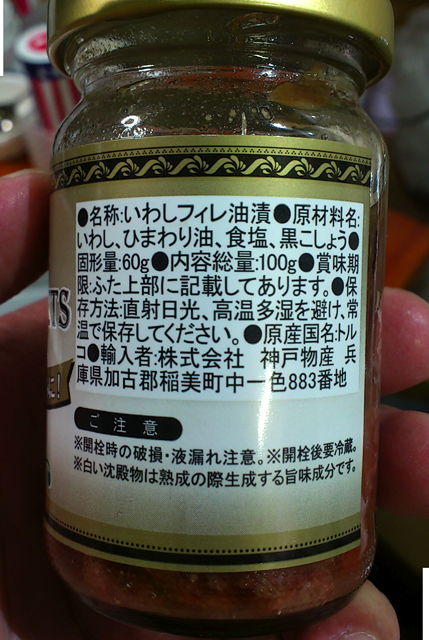 ●名称:いわしフィレ油漬●原材料名:
いわし、ひまわり油、食塩、黒こしょう●
固形量:60g●内容総量:100g●賞味期
限:ふた上部に記載してあります。●保
存方法:直射日光、高温多湿を避け、常
温で保存してください。●原産国名:トル
コ●輸入者:株式会社 神戸物産 兵
庫県加古郡稲美町中一色883番地
ご注意
※開栓時の破損・液漏れ注意。※開栓後要冷蔵。
※白い沈殿物は熟成の際生成する旨味成分です。